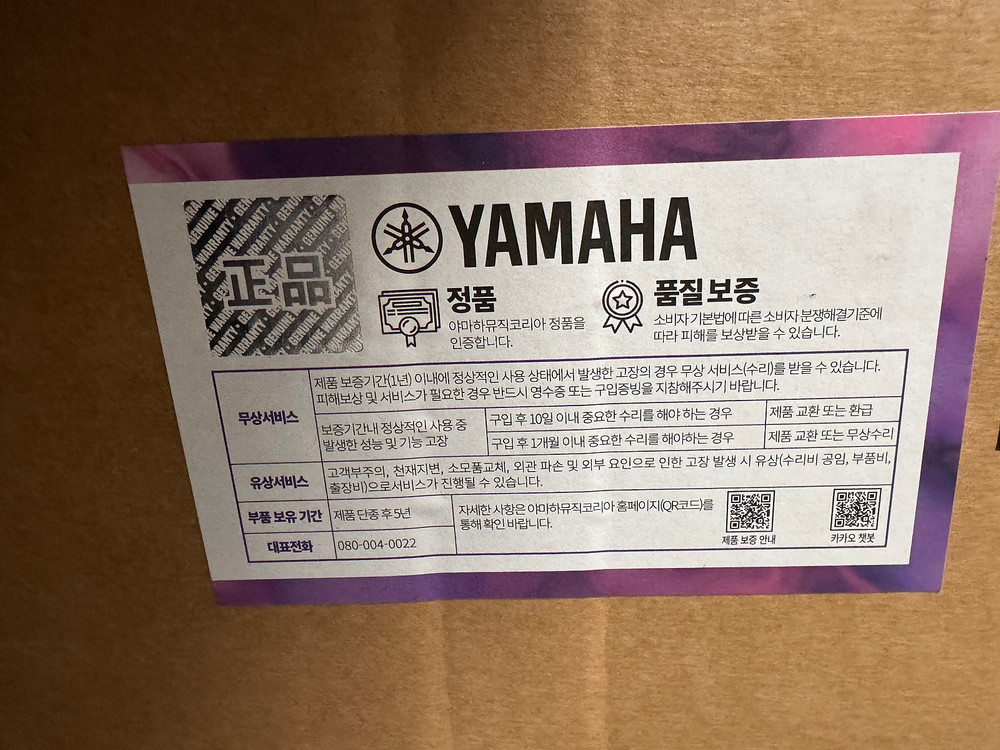 GENUINE WARRANTY · GENUINE WARRANTY
正品
YAMAHA
정품
야마하뮤직코리아 정품을
인증합니다.
품질 보증
소비자 기본법에 따른 소비자 분쟁해결기준에
따라 피해를 보상받을 수 있습니다.
무상서비스
제품 보증기간(1년) 이내에 정상적인 사용 상태에서 발생한 고장의 경우 무상 서비스(수리)를 받을 수 있습니다.
피해보상 및 서비스가 필요한 경우 반드시 영수증 또는 구입증빙을 지참해주시기 바랍니다.
보증기간내 정상적인 사용 중
발생한 성능 및 기능 고장
구입 후 10일 이내 중요한 수리를 해야 하는 경우
제품 교환 또는 환급
구입 후 1개월 이내 중요한 수리를 해야하는 경우
제품 교환 또는 무상수리
유상서비스
고객부주의, 천재지변, 소모품교체, 외관 파손 및 외부 요인으로 인한 고장 발생 시 유상(수리비 공임, 부품비,
출장비)으로서비스가 진행될 수 있습니다.
부품 보유 기간
제품 단종 후 5년
대표전화
080-004-0022
자세한 사항은 야마하뮤직코리아 홈페이지(QR코드)를
통해 확인 바랍니다.
제품 보증 안내
카카오 챗봇